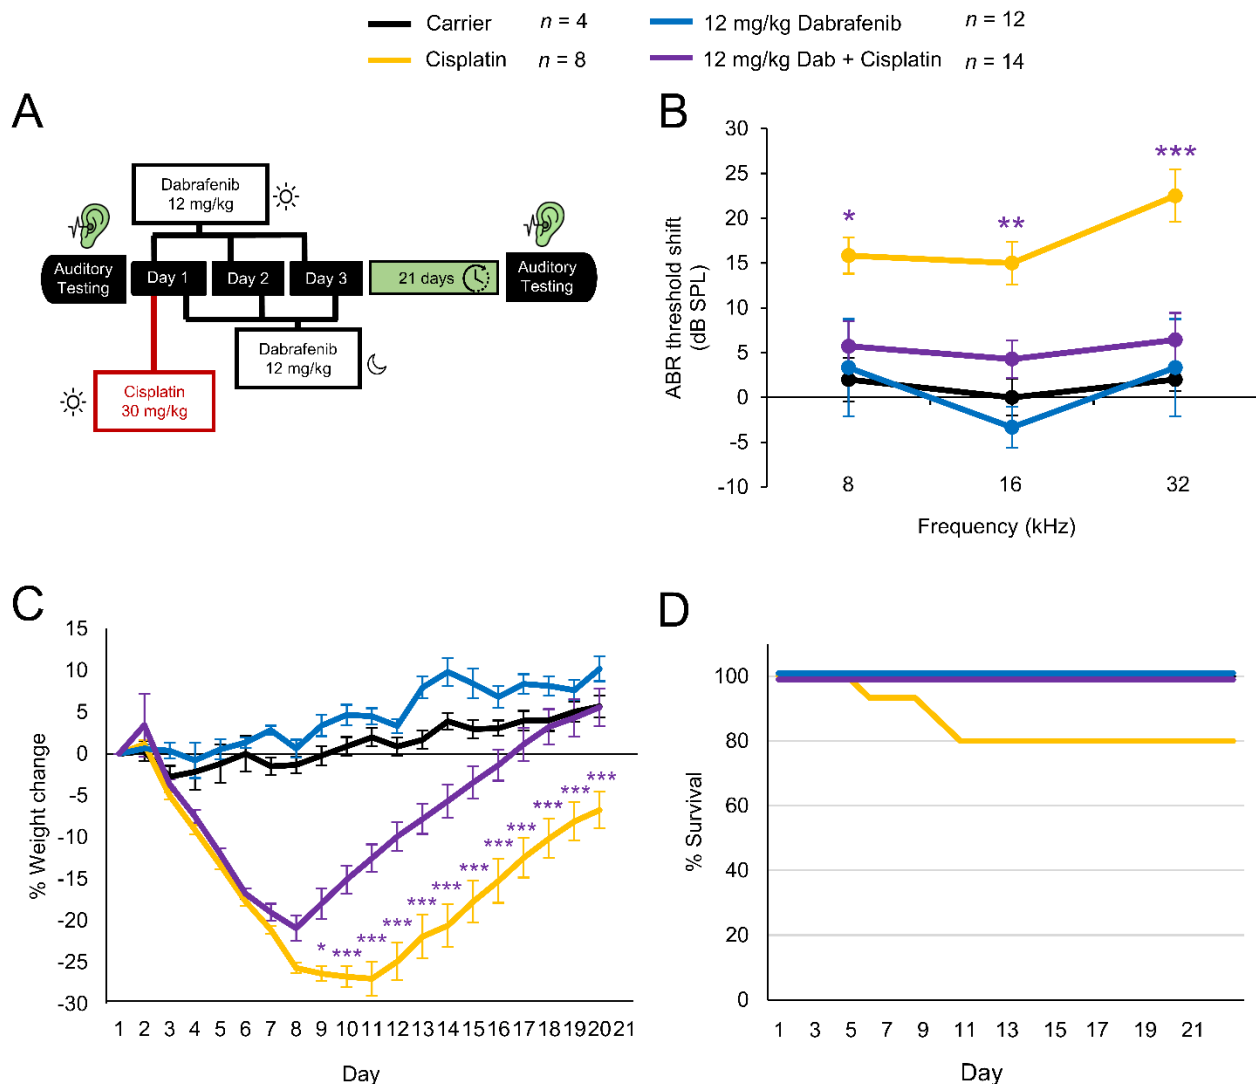 Carrier n = 4
12 mg/kg Dabrafenib n = 12
Cisplatin n = 8
12 mg/kg Dab + Cisplatin n = 14
A
Dabrafenib
12 mg/kg
Auditory
Testing
Day 1
Day 2
Day 3
21 days
Auditory
Testing
Dabrafenib
12 mg/kg
Cisplatin
30 mg/kg
B
ABR threshold shift
(dB SPL)
30
25
20
15
10
5
0
-5
-10
*
**
***
8 16 32
Frequency (kHz)
C
% Weight change
15
10
5
0
-5
-10
-15
-20
-25
-30
* *** *** *** *** *** *** *** *** *** *** ***
1 2 3 4 5 6 7 8 9 10 11 12 13 14 15 16 17 18 19 20 21
Day
D
% Survival
100
80
60
40
20
0
1 3 5 7 9 11 13 15 17 19 21
Day